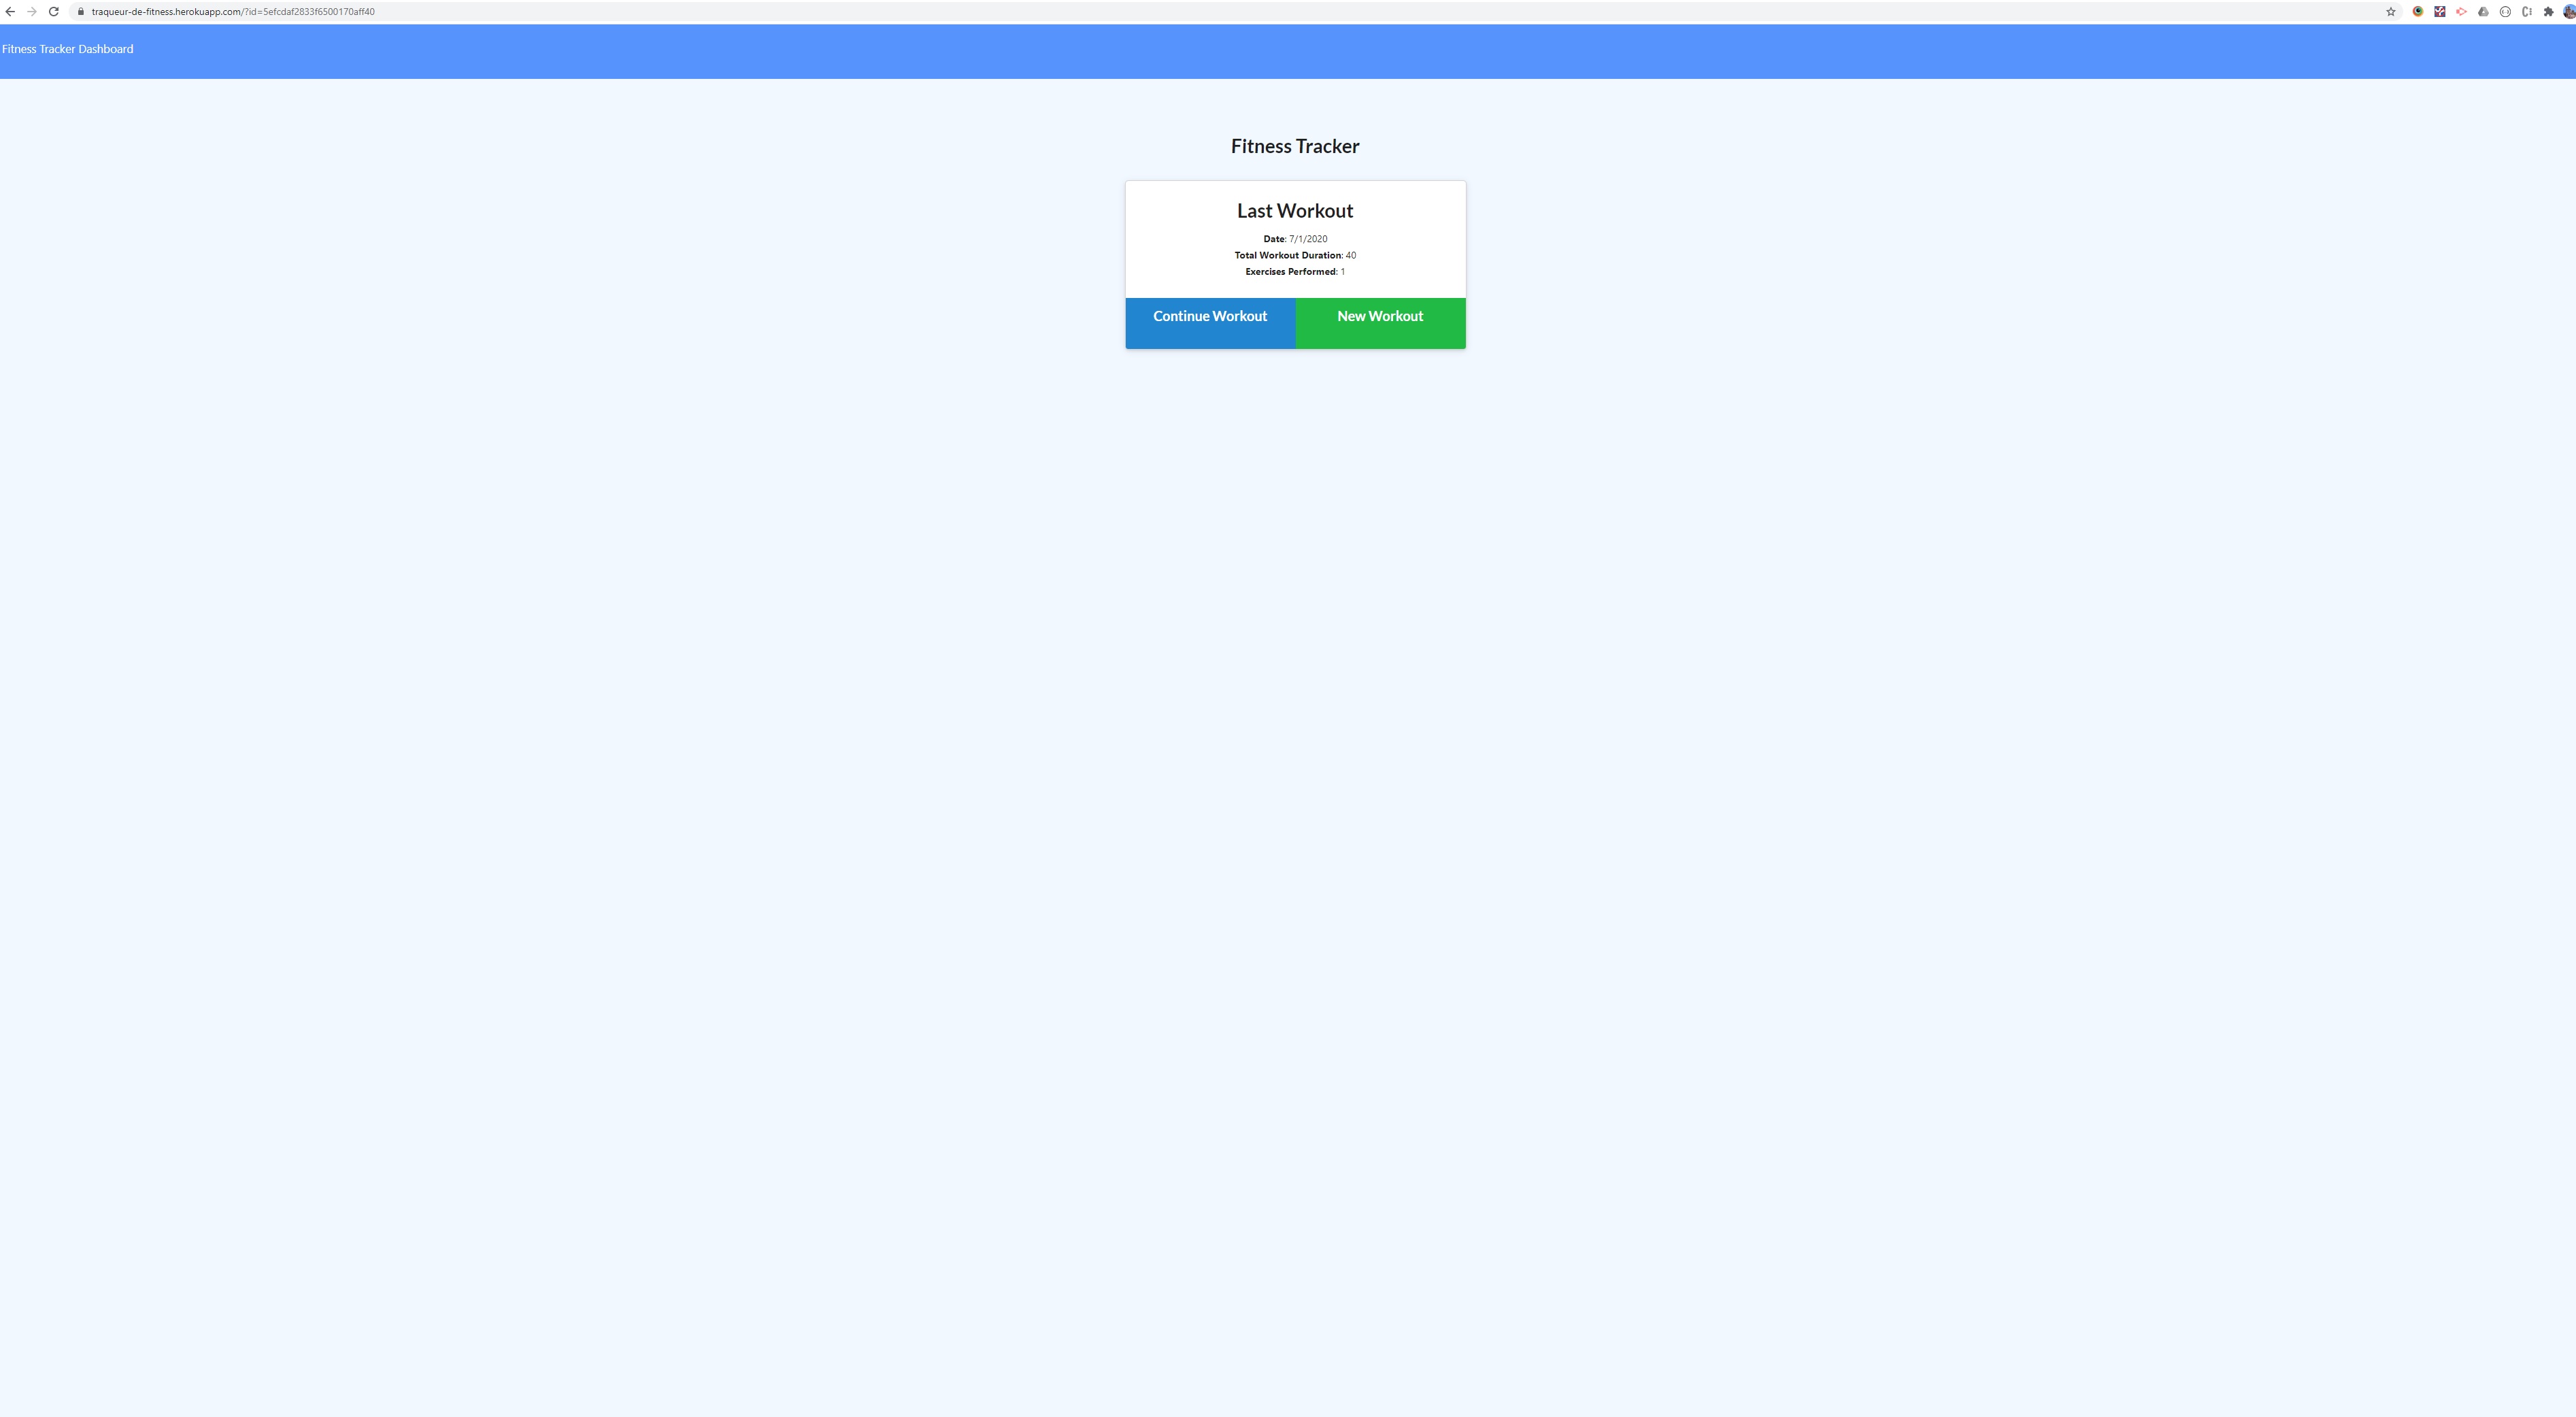 traqueur-de-fitness.herokuapp.com/?id=5efcdaf2833f6500170aff40
Fitness Tracker Dashboard
Fitness Tracker
Last Workout
Date: 7/1/2020
Total Workout Duration: 40
Exercises Performed: 1
Continue Workout New Workout